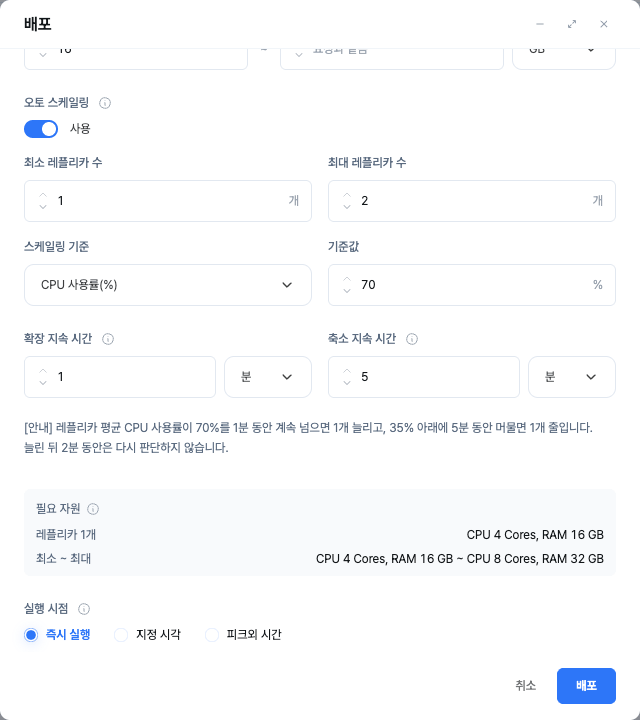 배포
16
~
GB
오토 스케일링
사용
최소 레플리카 수
최대 레플리카 수
1 개
2 개
스케일링 기준
기준값
CPU 사용률(%)
70 %
확장 지속 시간
축소 지속 시간
1 분
5 분
[안내] 레플리카 평균 CPU 사용률이 70%를 1분 동안 계속 넘으면 1개 늘리고, 35% 아래에 5분 동안 머물면 1개 줄입니다.
늘린 뒤 2분 동안은 다시 판단하지 않습니다.
필요 자원
레플리카 1개 CPU 4 Cores, RAM 16 GB
최소 ~ 최대 CPU 4 Cores, RAM 16 GB ~ CPU 8 Cores, RAM 32 GB
실행 시점
즉시 실행 지정 시각 피크외 시간
취소 배포